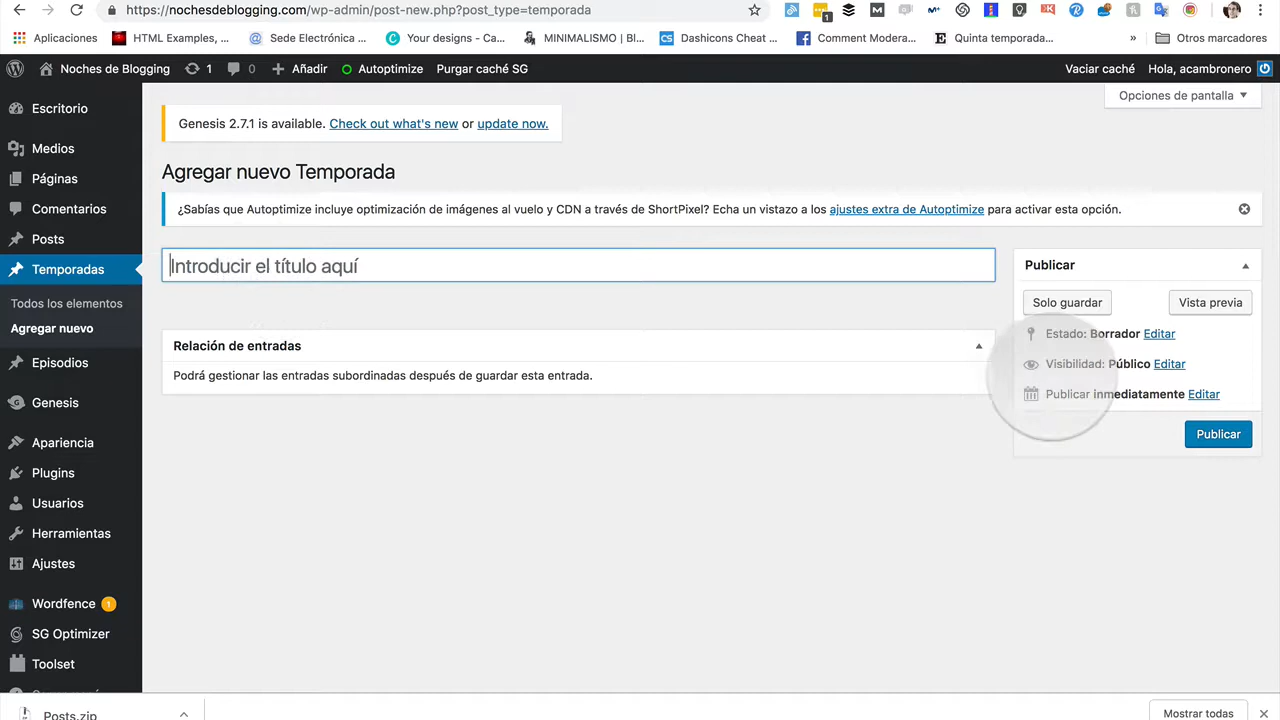 https://nochesdeblogging.com/wp-admin/post-new.php?post_type=temporada
Aplicaciones
HTML Examples, ...
Sede Electrónica ...
Your designs - Ca...
MINIMALISMO | Bl...
Dashicons Cheat ...
Comment Modera...
Quinta temporada...
»
Otros marcadores
Noches de Blogging
1
0
Añadir
Autoptimize
Purgar caché SG
Vaciar caché
Hola, acambronero
Opciones de pantalla
Escritorio
Medios
Páginas
Comentarios
Posts
Temporadas
Todos los elementos
Agregar nuevo
Episodios
Genesis
Apariencia
Plugins
Usuarios
Herramientas
Ajustes
Wordfence 1
SG Optimizer
Toolset
Genesis 2.7.1 is available. Check out what's new or update now.
Agregar nuevo Temporada
¿Sabías que Autoptimize incluye optimización de imágenes al vuelo y CDN a través de ShortPixel? Echa un vistazo a los ajustes extra de Autoptimize para activar esta opción.
Introducir el título aquí
Relación de entradas
Podrá gestionar las entradas subordinadas después de guardar esta entrada.
Publicar
Solo guardar
Vista previa
Estado: Borrador Editar
Visibilidad: Público Editar
Publicar inmediatamente Editar
Publicar
Posts.zip
Mostrar todas